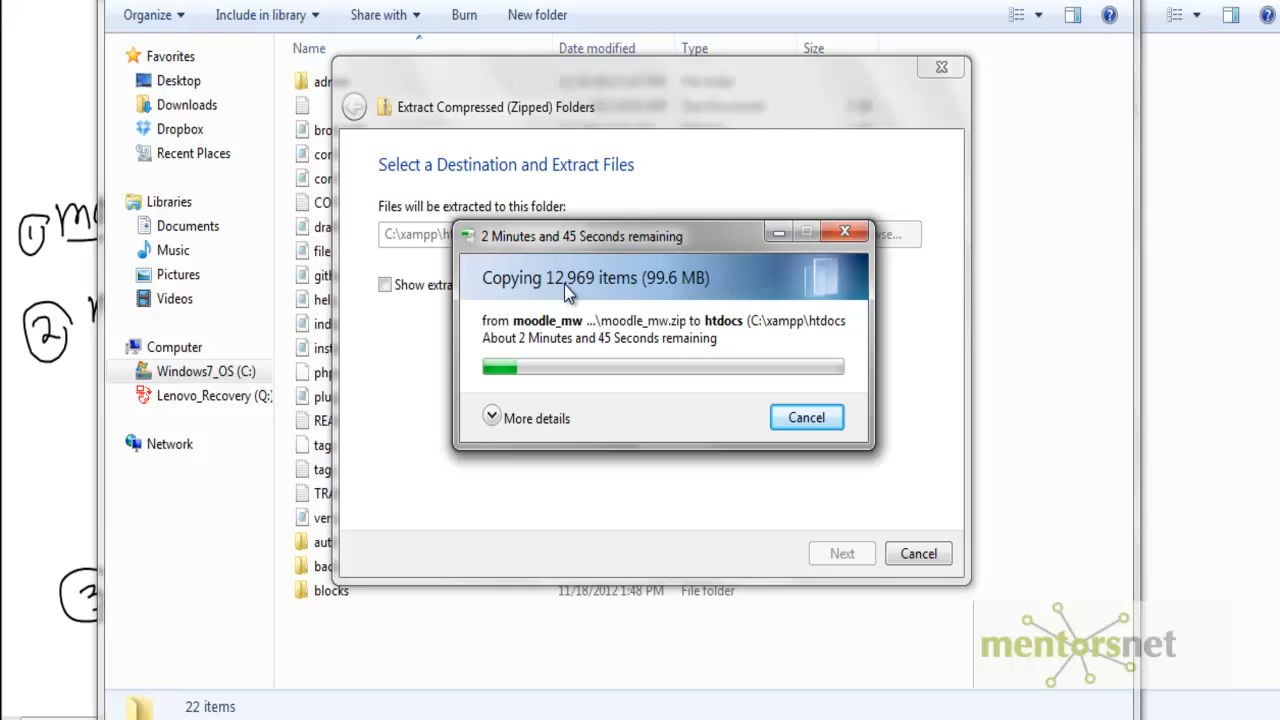 Organize Include in library Share with Burn New folder
Name Date modified Type Size
Favorites
Desktop
Downloads
Dropbox
Recent Places
Libraries
Documents
Music
Pictures
Videos
Computer
Windows7_OS (C:)
Lenovo_Recovery (Q:)
Network
Extract Compressed (Zipped) Folders
Select a Destination and Extract Files
Files will be extracted to this folder:
C:\xampp\ht
Show extra
2 Minutes and 45 Seconds remaining
Copying 12,969 items (99.6 MB)
from moodle_mw ...\moodle_mw.zip to htdocs (C:\xampp\htdocs
About 2 Minutes and 45 Seconds remaining
More details
Cancel
Next Cancel
blocks 11/18/2012 1:48 PM File folder
22 items
mentorsnet
1
2
3